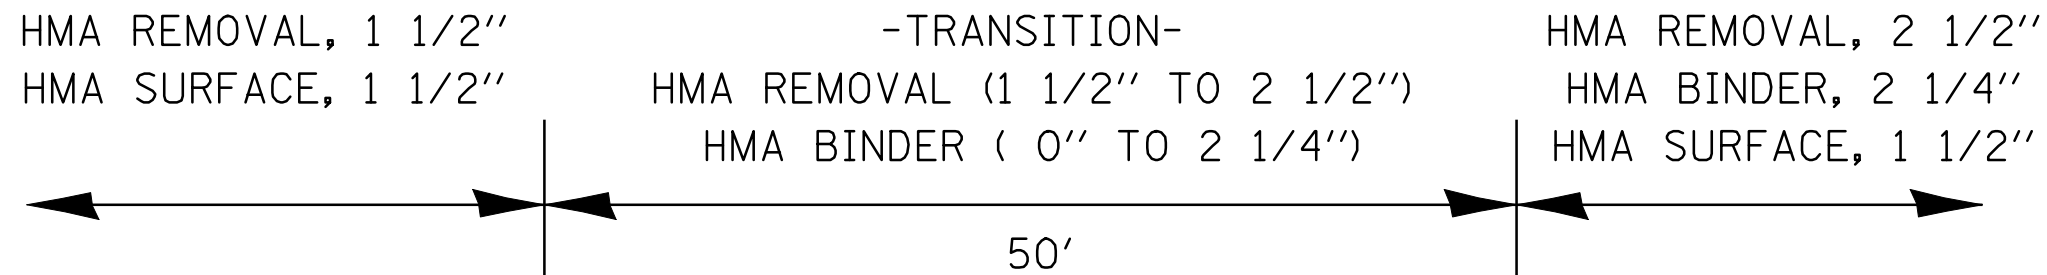 HMA REMOVAL, 1 1/2"
HMA SURFACE, 1 1/2"
-TRANSITION-
HMA REMOVAL (1 1/2" TO 2 1/2")
HMA BINDER ( 0" TO 2 1/4")
HMA REMOVAL, 2 1/2"
HMA BINDER, 2 1/4"
HMA SURFACE, 1 1/2"
50'